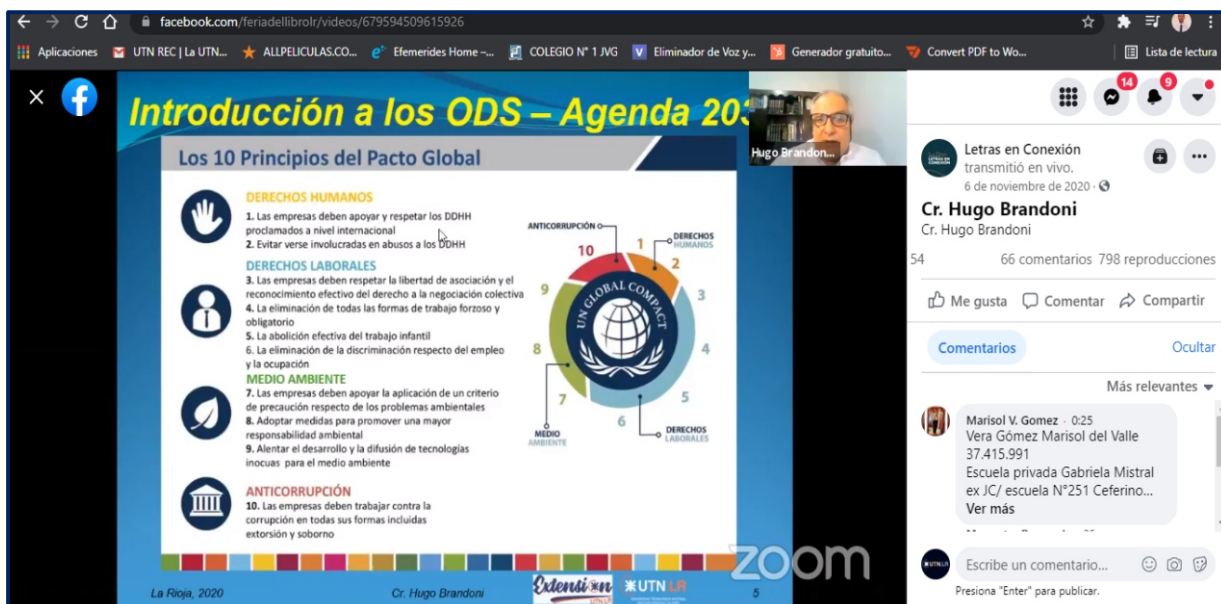 facebook.com/feriadellibrolr/videos/679594509615926
Aplicaciones
UTN REC | La UTN...
ALLPELICULAS.CO...
Efemerides Home –...
COLEGIO N° 1 JVG
Eliminador de Voz y...
Generador gratuito...
Convert PDF to Wo...
Lista de lectura
Introducción a los ODS – Agenda 203
Hugo Brandon...
Los 10 Principios del Pacto Global
DERECHOS HUMANOS
1. Las empresas deben apoyar y respetar los DDHH
proclamados a nivel internacional
2. Evitar verse involucradas en abusos a los DDHH
DERECHOS LABORALES
3. Las empresas deben respetar la libertad de asociación y el
reconocimiento efectivo del derecho a la negociación colectiva
4. La eliminación de todas las formas de trabajo forzoso y
obligatorio
5. La abolición efectiva del trabajo infantil
6. La eliminación de la discriminación respecto del empleo
y la ocupación
MEDIO AMBIENTE
7. Las empresas deben apoyar la aplicación de un criterio
de precaución respecto de los problemas ambientales
8. Adoptar medidas para promover una mayor
responsabilidad ambiental
9. Alentar el desarrollo y la difusión de tecnologías
inocuas para el medio ambiente
ANTICORRUPCIÓN
10. Las empresas deben trabajar contra la
corrupción en todas sus formas incluidas
extorsión y soborno
ANTICORRUPCIÓN
DERECHOS
HUMANOS
10
1
2
3
4
5
6
7
8
9
UN GLOBAL COMPACT
MEDIO
AMBIENTE
DERECHOS
LABORALES
zoom
La Rioja, 2020
Cr. Hugo Brandoni
Extensión
UTN LR
UTN.LR
5
14
9
Letras en Conexión
transmitió en vivo.
6 de noviembre de 2020 ·
Cr. Hugo Brandoni
Cr. Hugo Brandoni
54
66 comentarios 798 reproducciones
Me gusta
Comentar
Compartir
Comentarios
Ocultar
Más relevantes
Marisol V. Gomez · 0:25
Vera Gómez Marisol del Valle
37.415.991
Escuela privada Gabriela Mistral
ex JC/ escuela N°251 Ceferino...
Ver más
Escribe un comentario...
Presiona "Enter" para publicar.